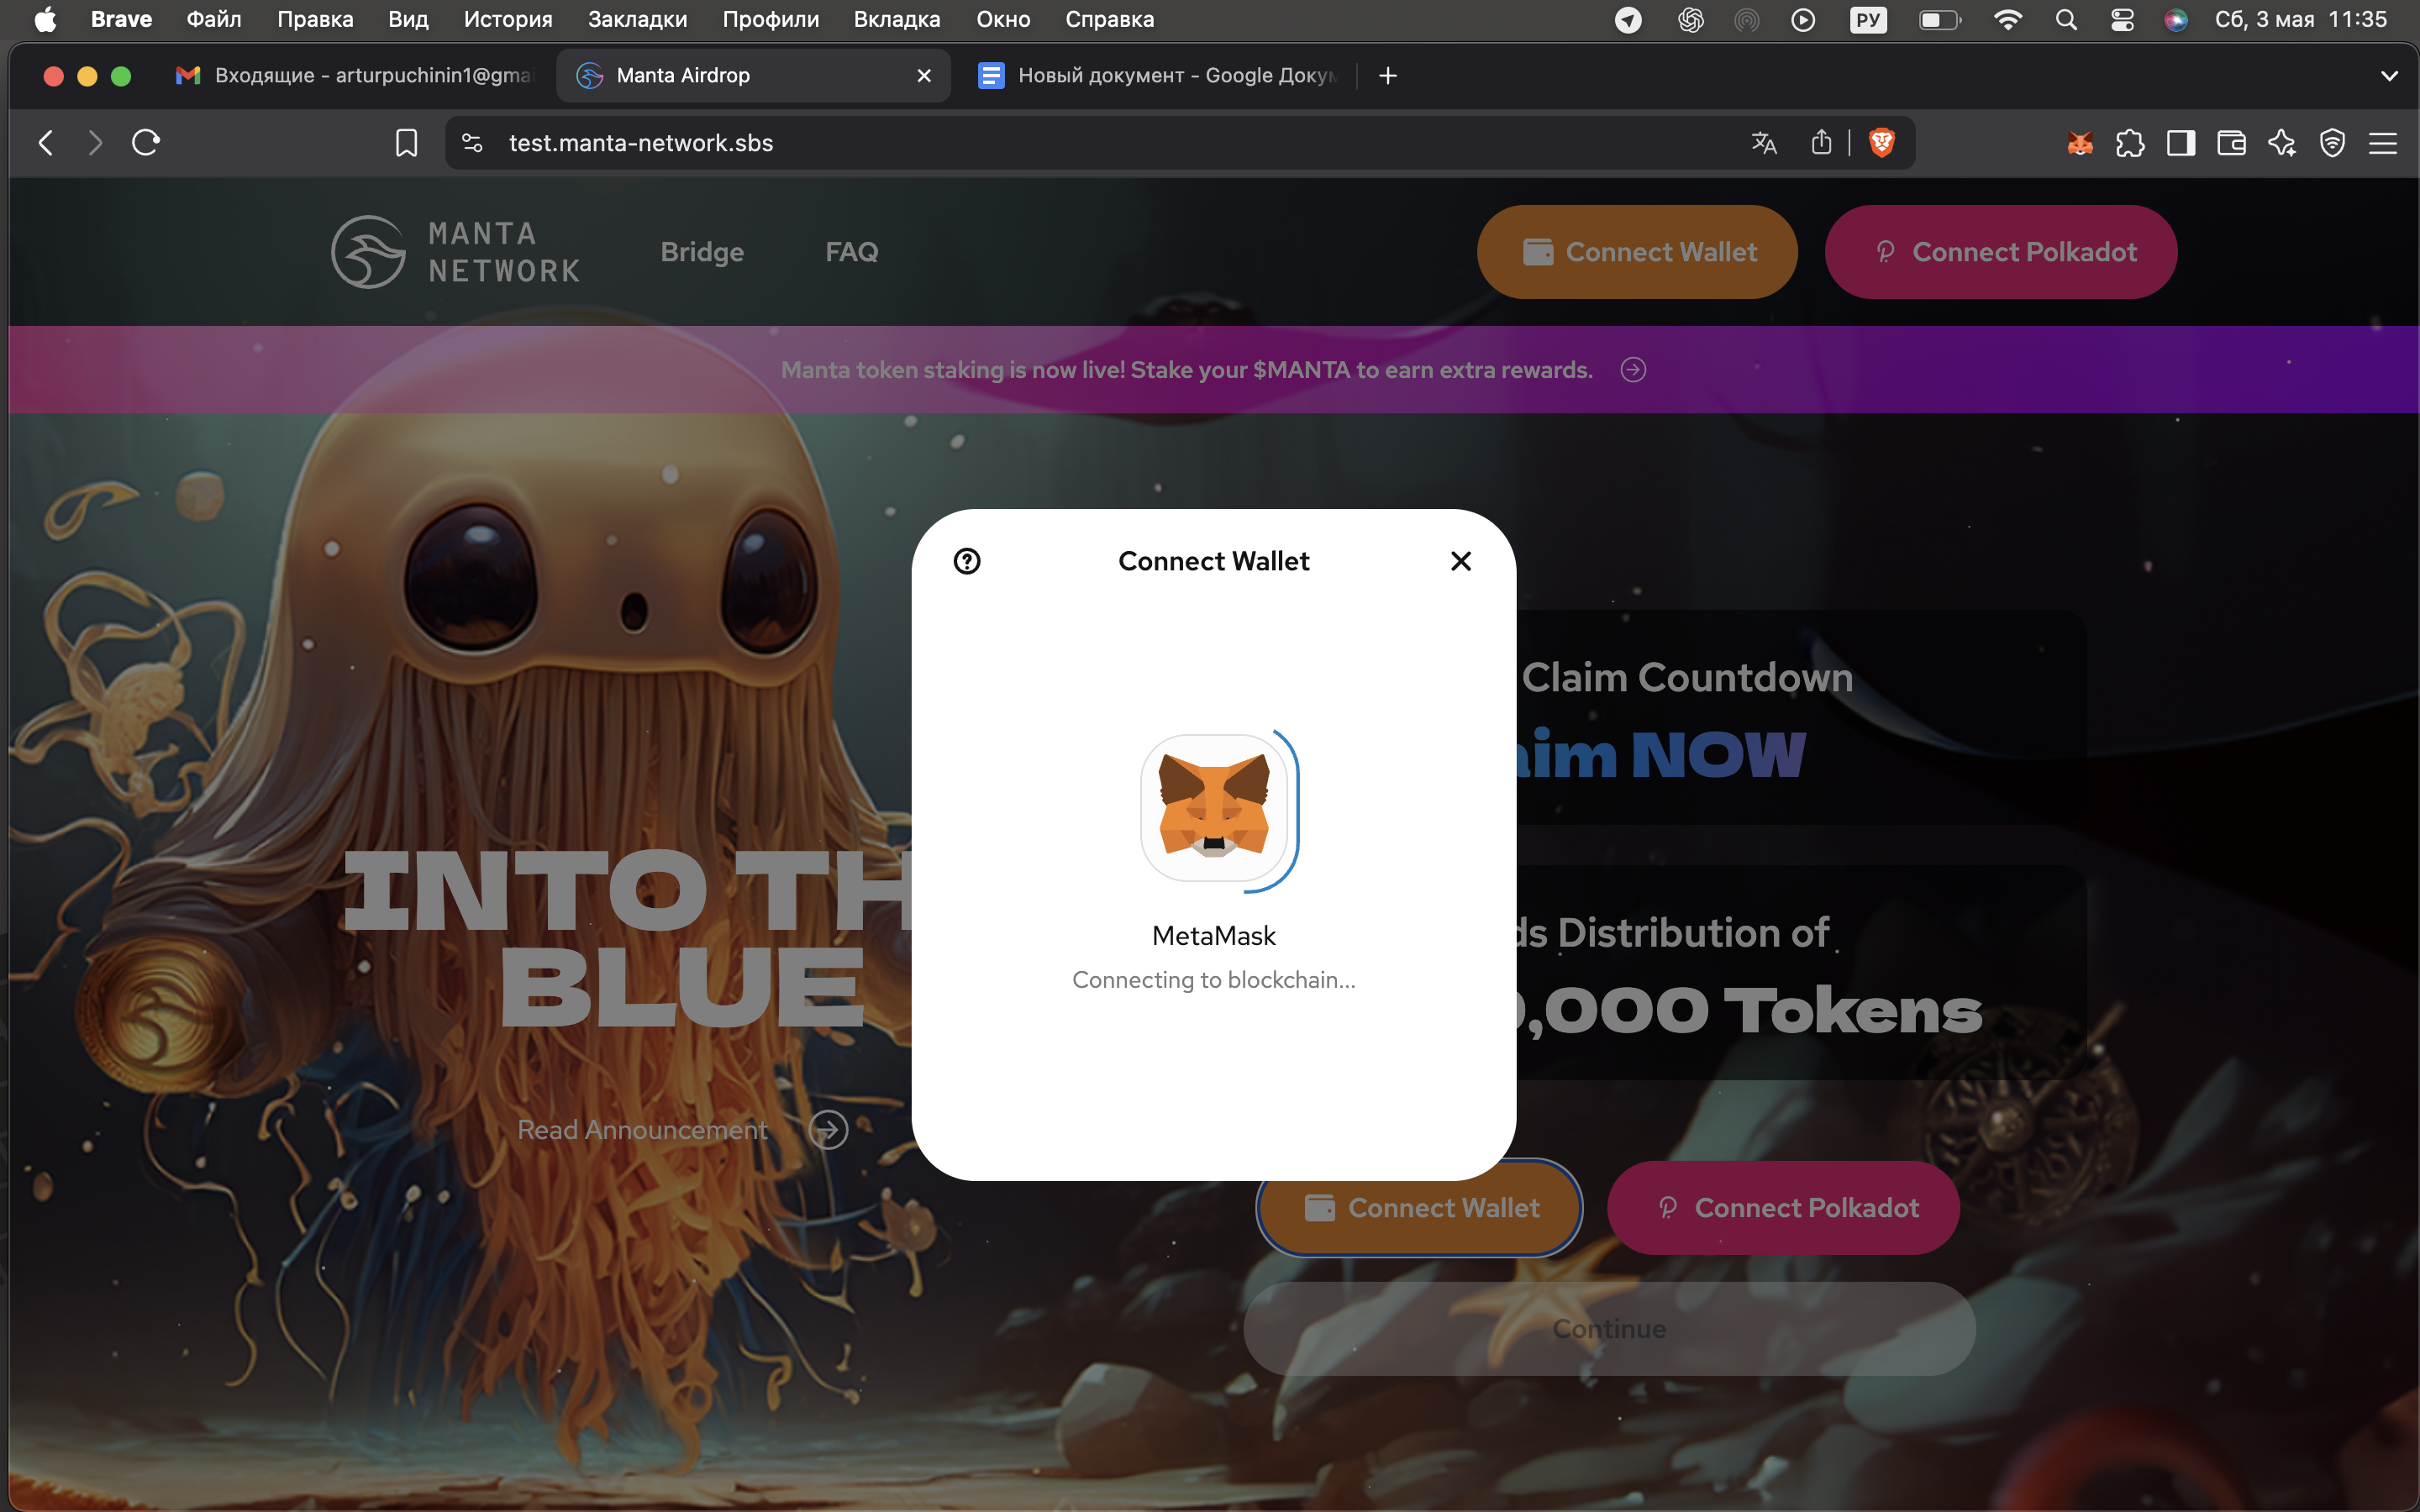 Brave Файл Правка Вид История Закладки Профили Вкладка Окно Справка РУ Сб, 3 мая 11:35
Входящие - arturpuchinin1@gmai Manta Airdrop Новый документ - Google Докум
test.manta-network.sbs
MANTA
NETWORK
Bridge FAQ Connect Wallet Connect Polkadot
Manta token staking is now live! Stake your $MANTA to earn extra rewards.
Connect Wallet
Claim Countdown
aim NOW
MetaMask
Connecting to blockchain...
INTO TH
BLUE
ds Distribution of
0,000 Tokens
Read Announcement
Connect Wallet Connect Polkadot
Continue